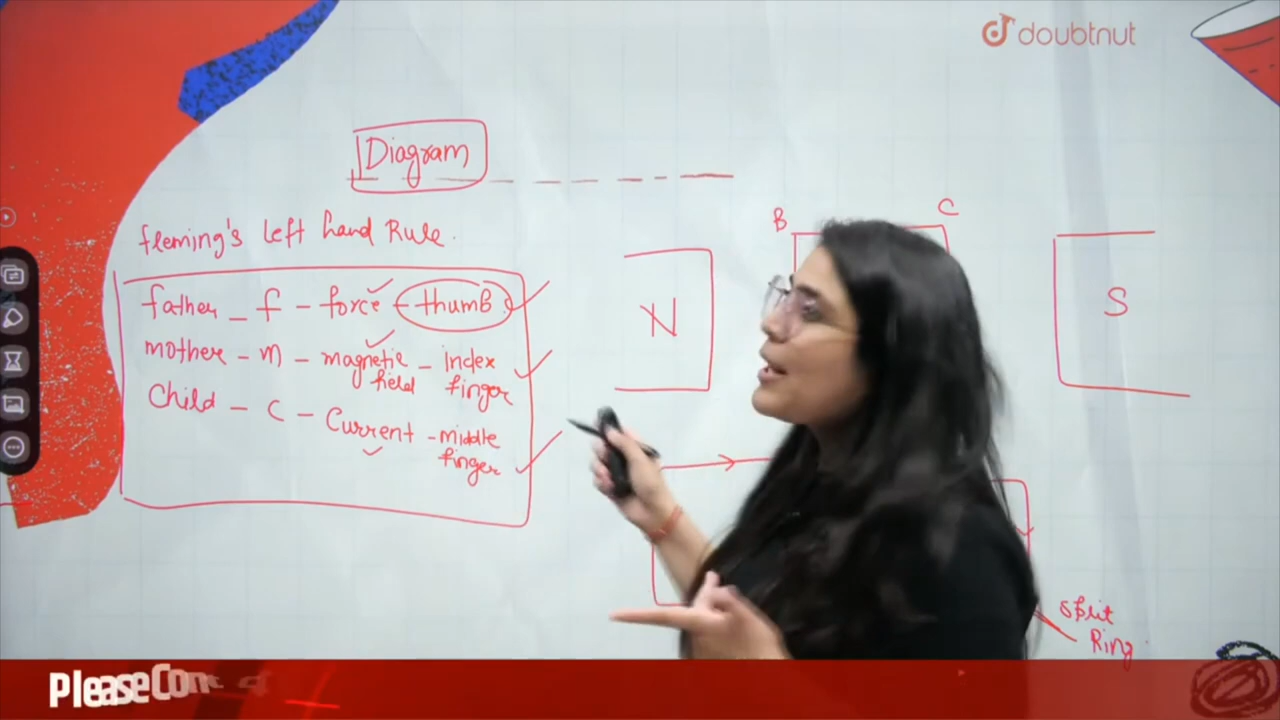 doubtnut
Diagram
Fleming's Left hand Rule.
father - f - force - thumb
mother - m - magnetic field - index finger
Child - C - Current - middle finger
B
C
N
S
split
Ring